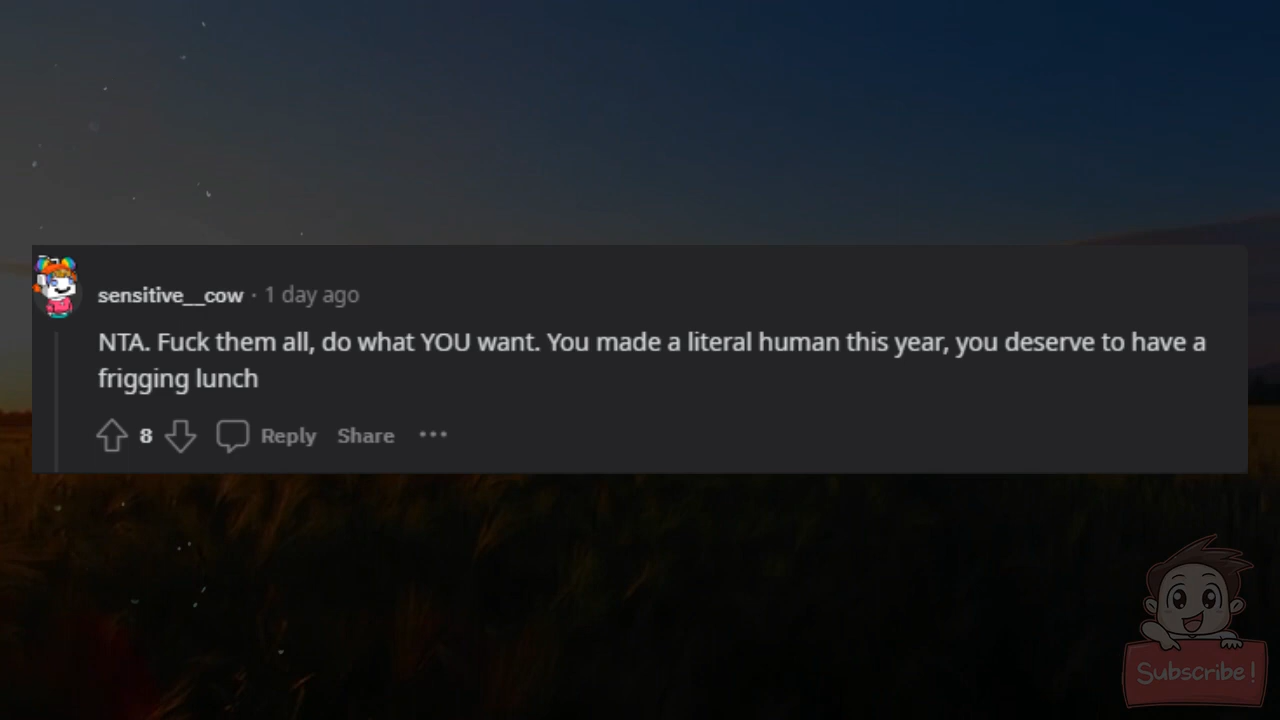 sensitive__cow · 1 day ago
NTA. Fuck them all, do what YOU want. You made a literal human this year, you deserve to have a
frigging lunch
8 Reply Share ...
Subscribe!